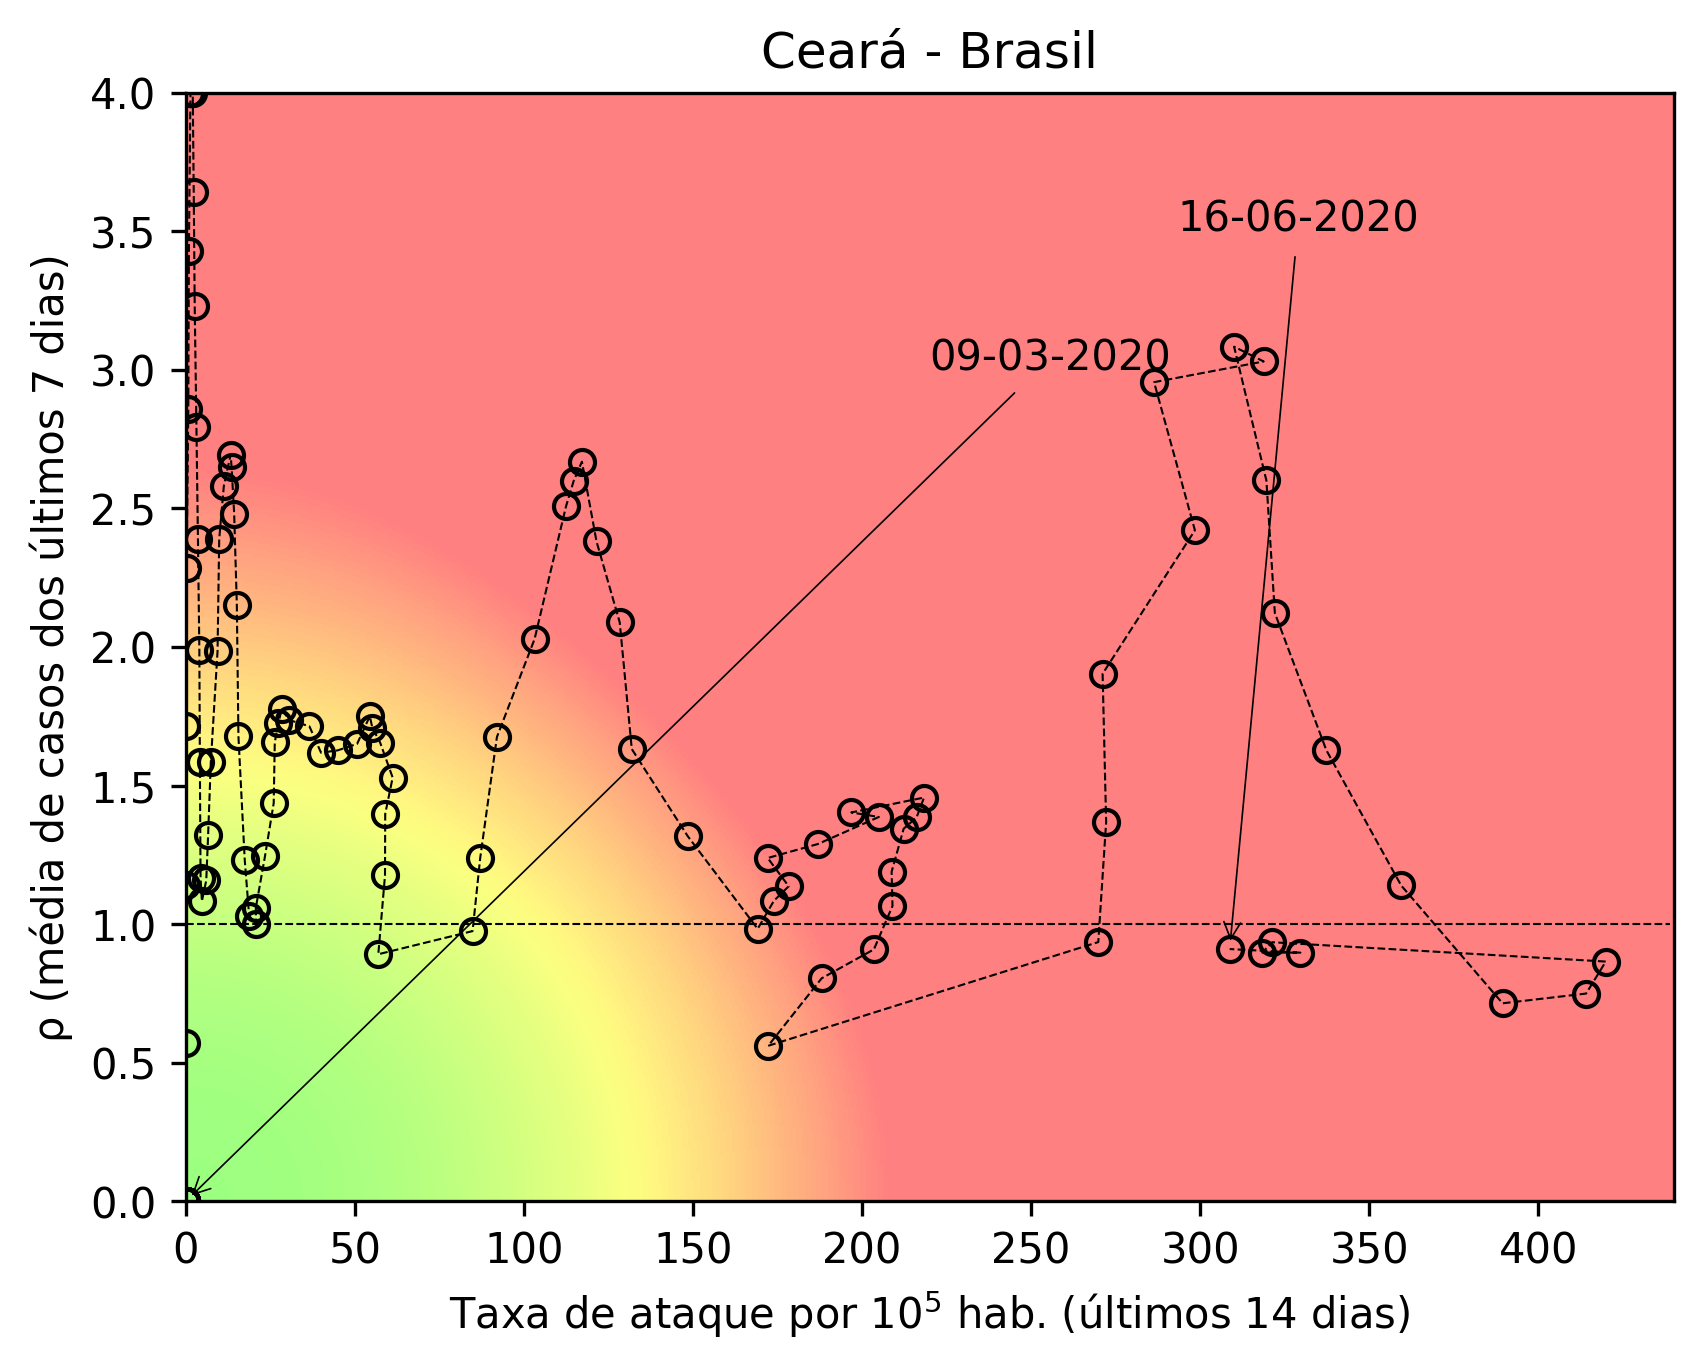 Ceará - Brasil
4.0
3.5
3.0
2.5
2.0
1.5
1.0
0.5
0.0
ρ (média de casos dos últimos 7 dias)
16-06-2020
09-03-2020
0 50 100 150 200 250 300 350 400
Taxa de ataque por 10⁵ hab. (últimos 14 dias)